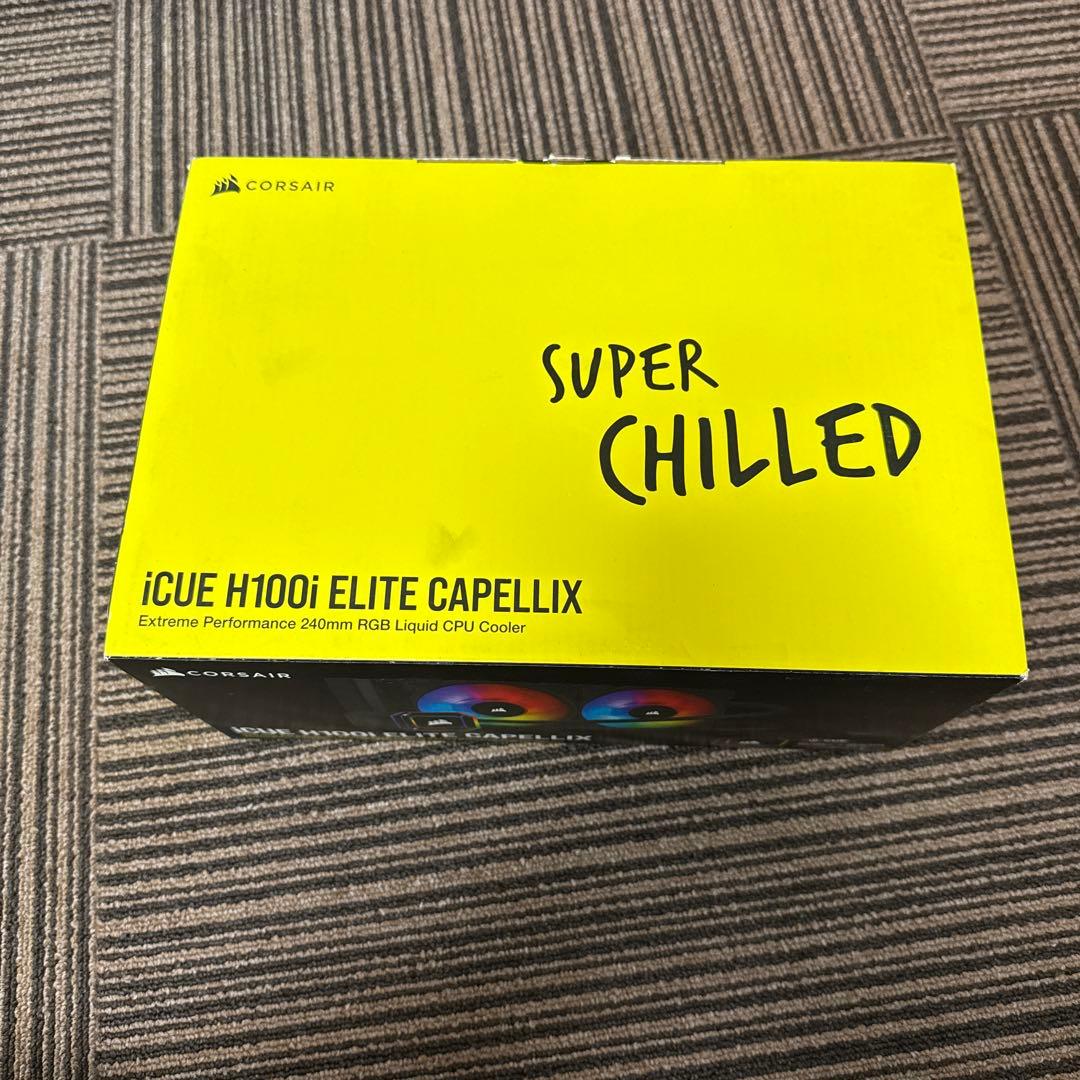 CORSAIR
SUPER
CHILLED
iCUE H100i ELITE CAPELLIX
Extreme Performance 240mm RGB Liquid CPU Cooler
CORSAIR
iCUE H100i ELITE CAPELLIX